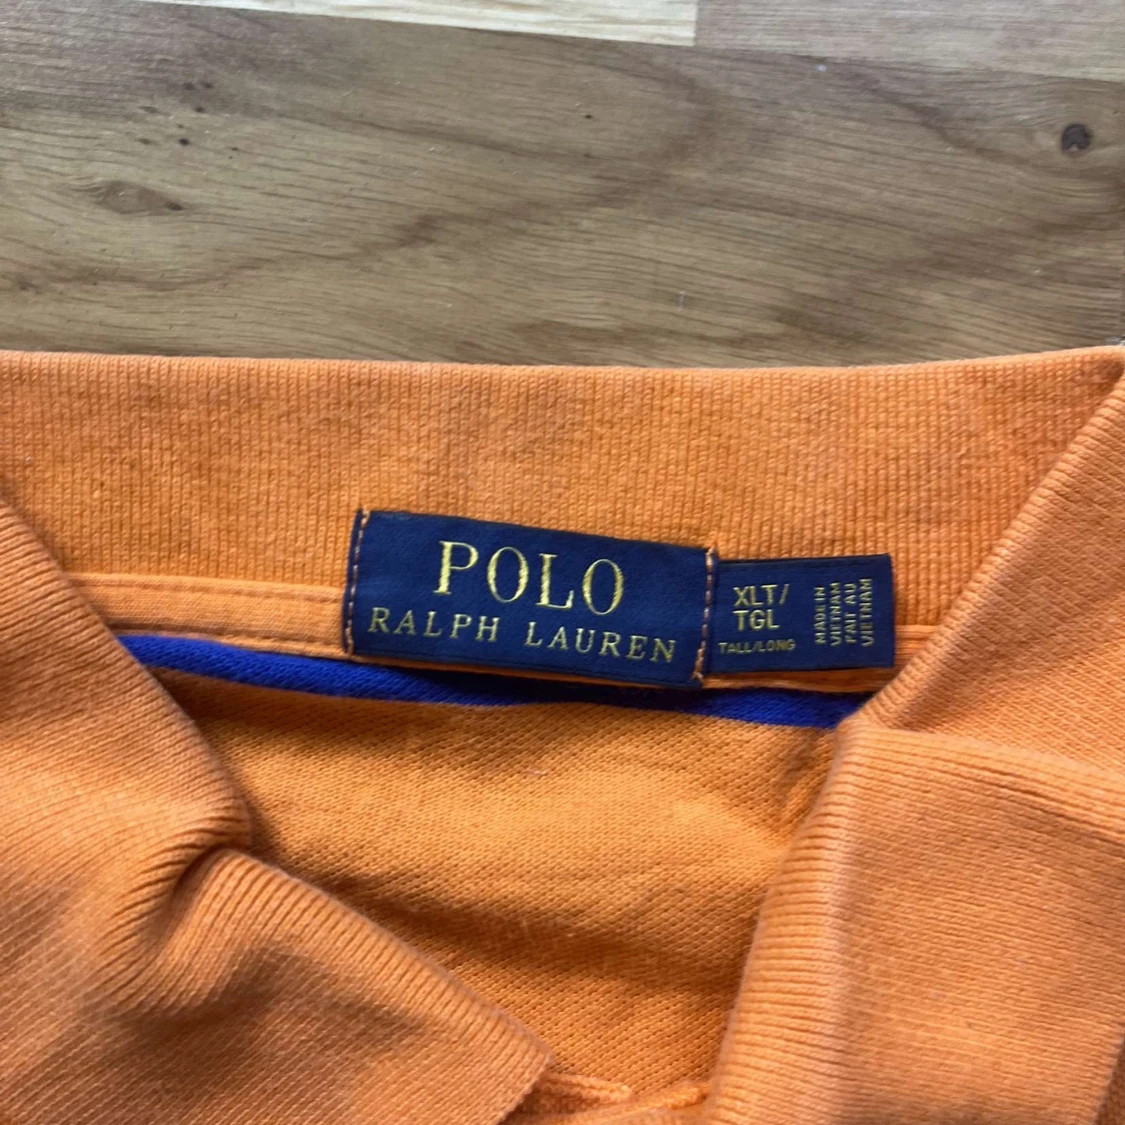 POLO
RALPH LAUREN
XLT/
TGL
TALL/LONG
MADE IN
VIETNAM
FAIT AU
VIETNAM